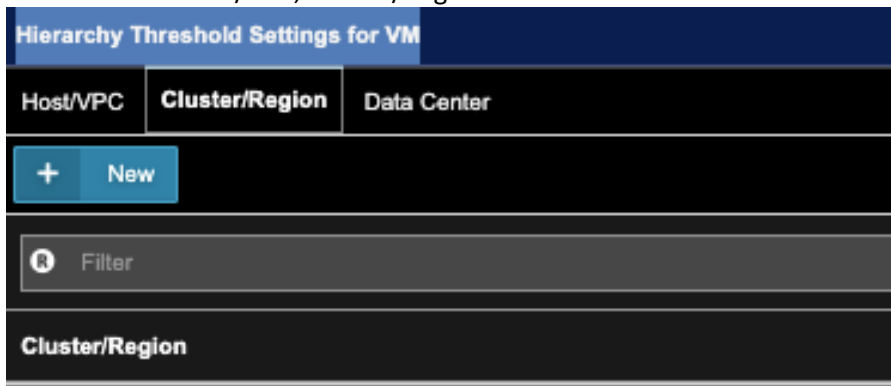 Hierarchy Threshold Settings for VM
Host/VPC Cluster/Region Data Center
+ New
R Filter
Cluster/Region